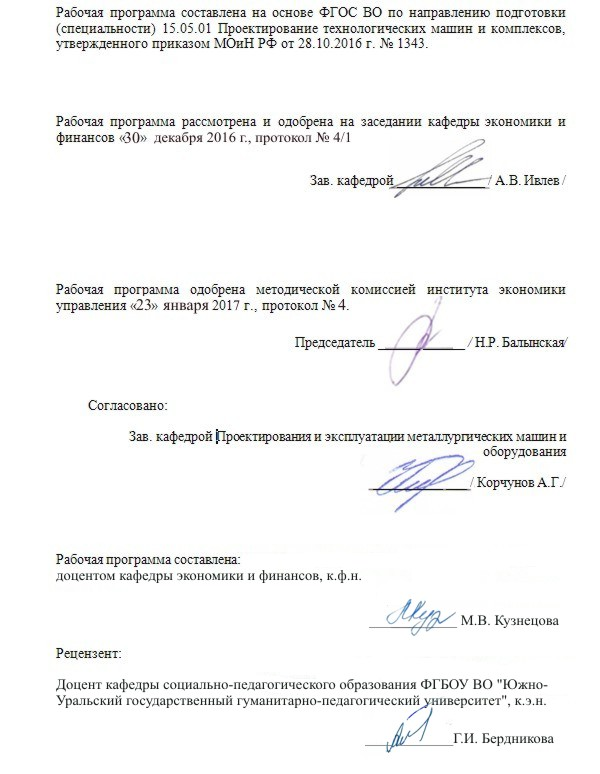 Рабочая программа составлена на основе ФГОС ВО по направлению подготовки
(специальности) 15.05.01 Проектирование технологических машин и комплексов,
утвержденного приказом МОиН РФ от 28.10.2016 г. № 1343.
Рабочая программа рассмотрена и одобрена на заседании кафедры экономики и
финансов «30» декабря 2016 г., протокол № 4/1
Зав. кафедрой ____________/ А.В. Ивлев /
Рабочая программа одобрена методической комиссией института экономики
управления «23» января 2017 г., протокол № 4.
Председатель ____________ / Н.Р. Балынская/
Согласовано:
Зав. кафедрой Проектирования и эксплуатации металлургических машин и
оборудования
______________/ Корчунов А.Г./
Рабочая программа составлена:
доцентом кафедры экономики и финансов, к.ф.н.
____________ М.В. Кузнецова
Рецензент:
Доцент кафедры социально-педагогического образования ФГБОУ ВО "Южно-
Уральский государственный гуманитарно-педагогический университет", к.э.н.
____________Г.И. Бердникова